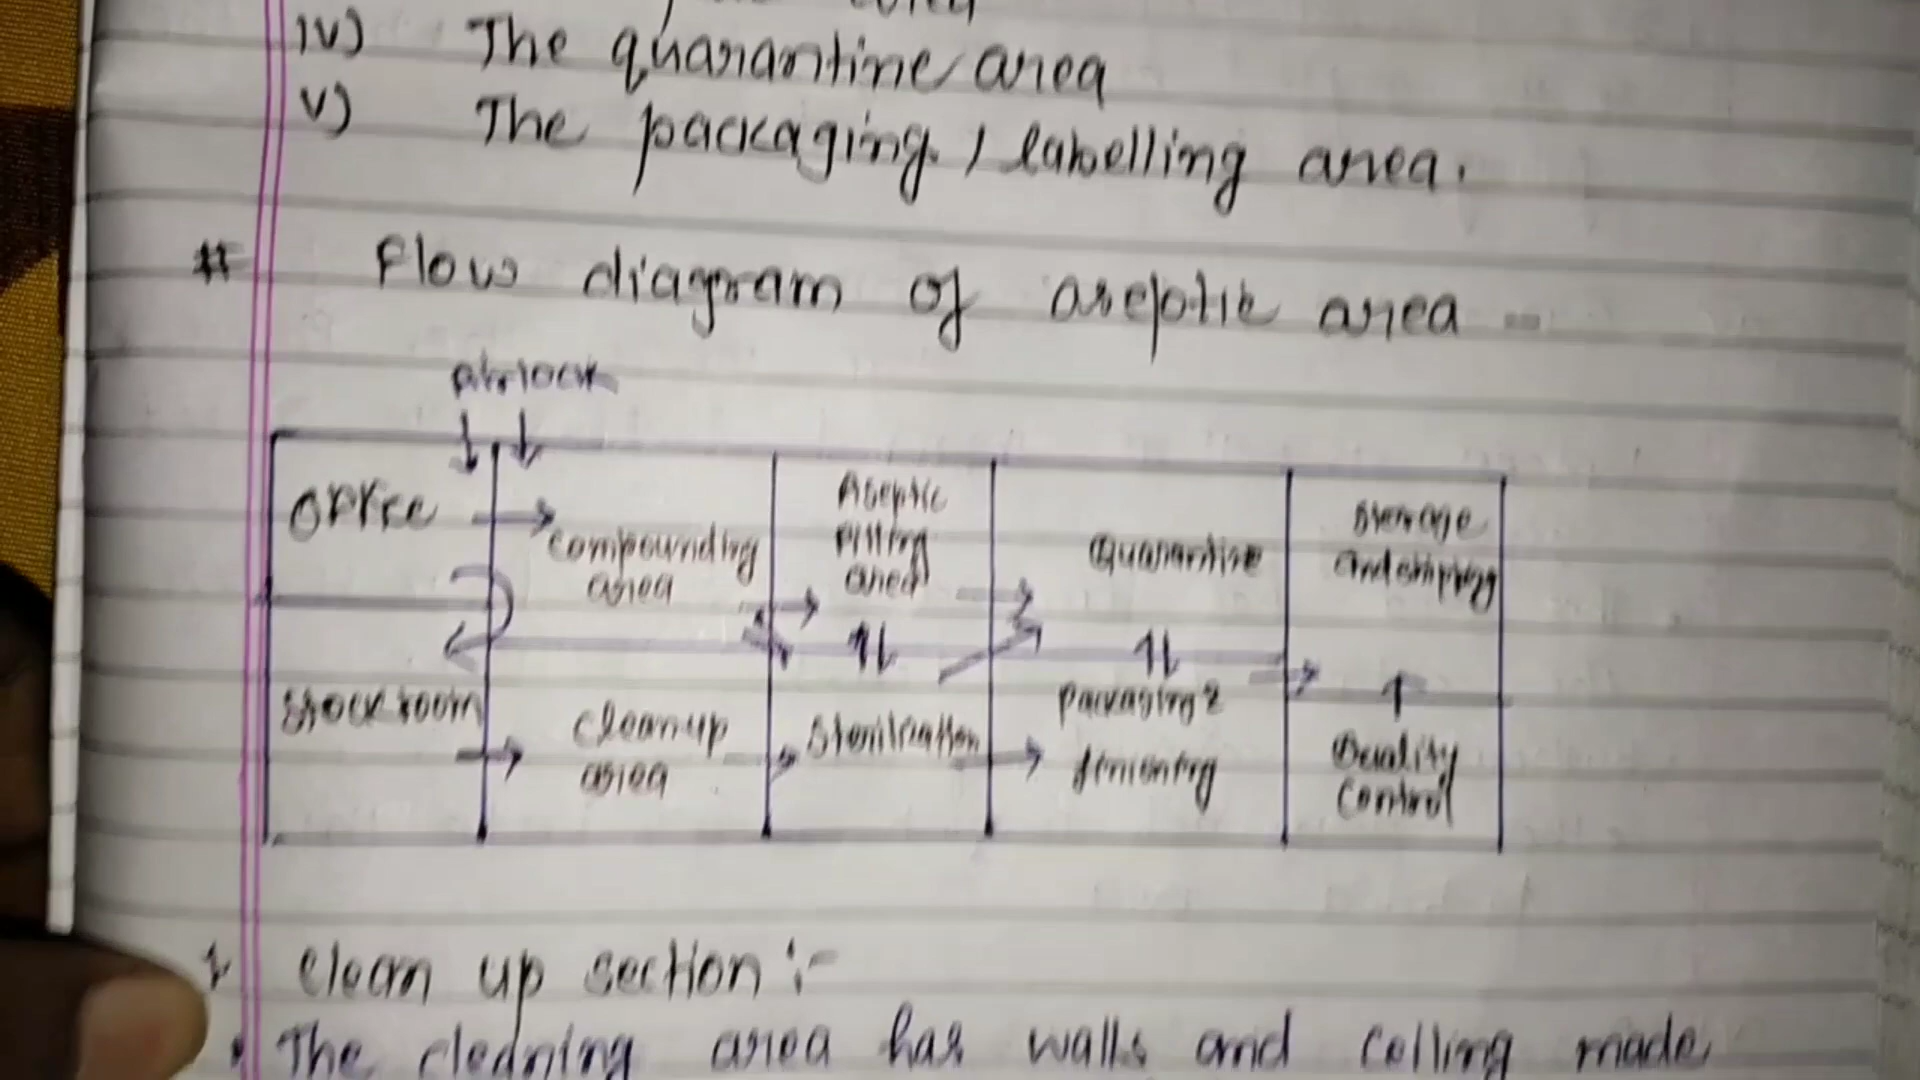 iv) The quarantine area
v) The packaging / labelling area.
# Flow diagram of aseptic area -
Airlock
Office
Compounding
area
Aseptic
filling
area
Quarantine
Storage
and shipping
Stock room
Clean up
area
Sterilization
Packaging &
Quality
Control
1. Clean up section :-
• The cleaning area has walls and ceiling made